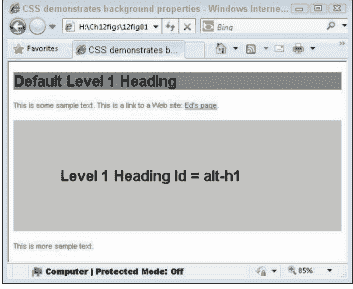 CSS demonstrates background properties - Windows Interne...
H:\Ch12figs\12fig01
Bing
Favorites
CSS demonstrates b...
Default Level 1 Heading
This is some sample text. This is a link to a Web site: Ed's page.
Level 1 Heading Id = alt-h1
This is more sample text.
Computer | Protected Mode: Off
85%